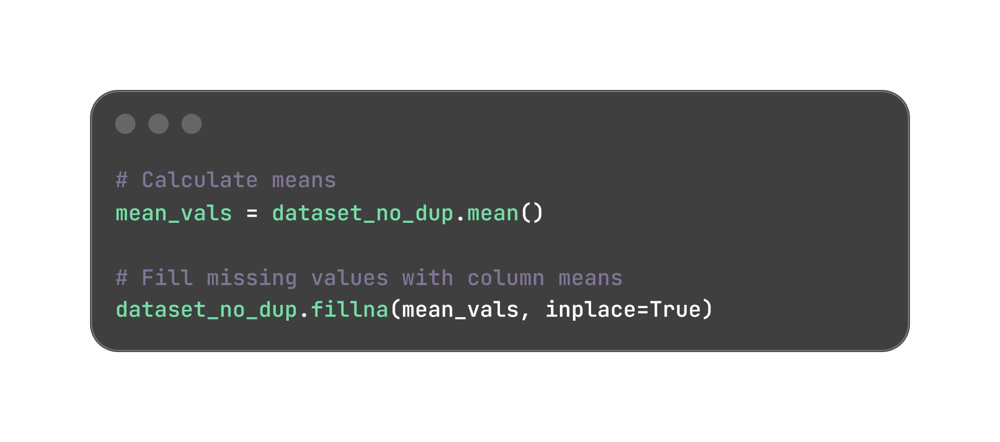 # Calculate means
mean_vals = dataset_no_dup.mean()
# Fill missing values with column means
dataset_no_dup.fillna(mean_vals, inplace=True)